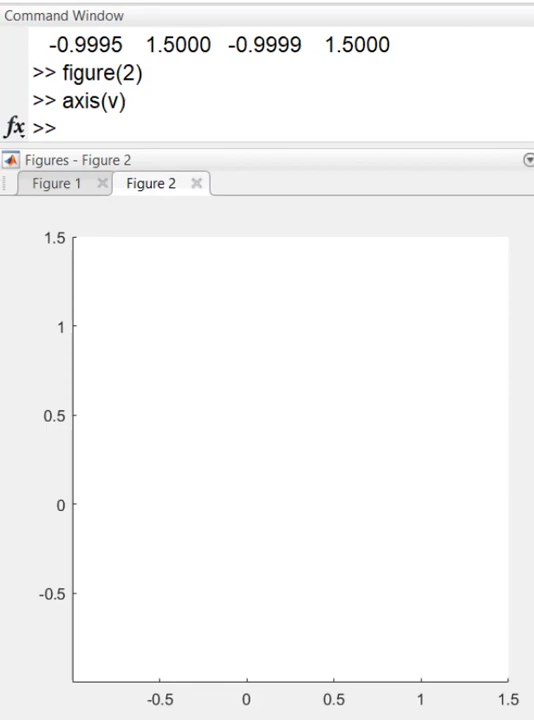 Command Window
-0.9995 1.5000 -0.9999 1.5000
>> figure(2)
>> axis(v)
fx >>
Figures - Figure 2
Figure 1 Figure 2
1.5
1
0.5
0
-0.5
-0.5 0 0.5 1 1.5